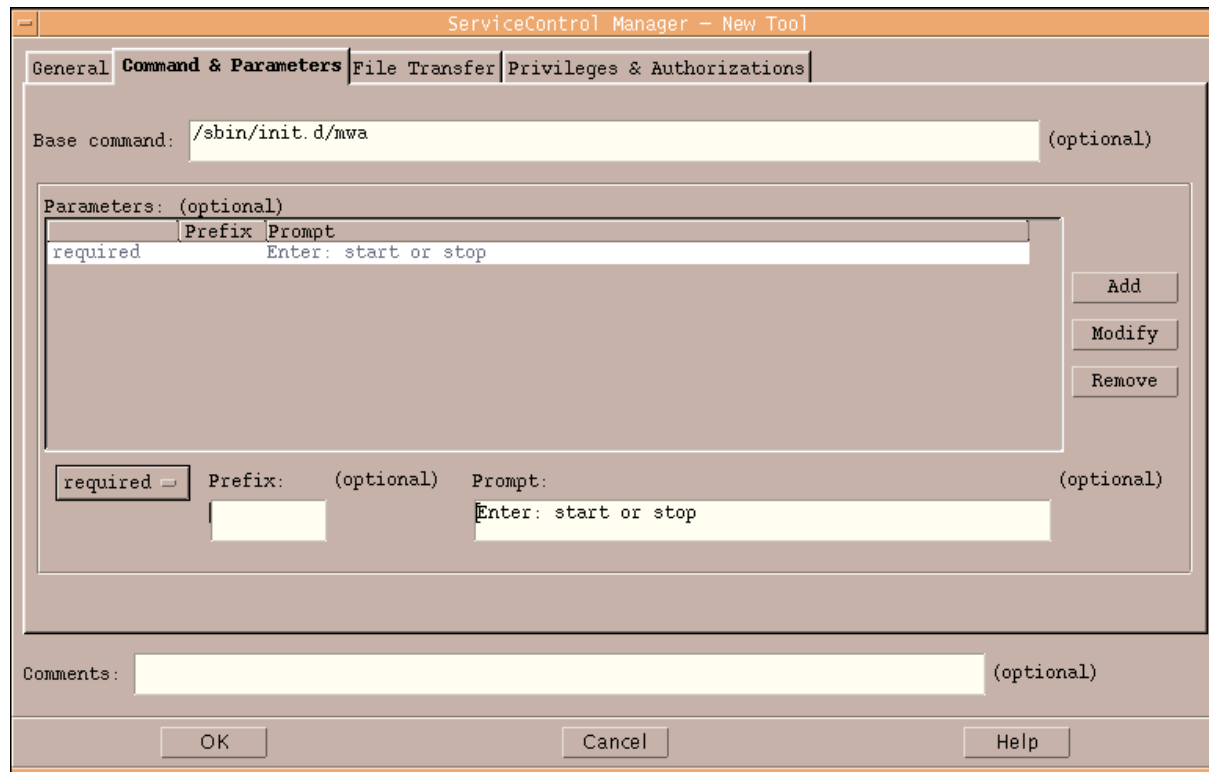 ServiceControl Manager — New Tool
General Command & Parameters File Transfer Privileges & Authorizations
Base command: /sbin/init.d/mwa (optional)
Parameters: (optional)
Prefix Prompt
required Enter: start or stop
Add
Modify
Remove
required Prefix: (optional) Prompt: (optional)
Enter: start or stop
Comments: (optional)
OK Cancel Help